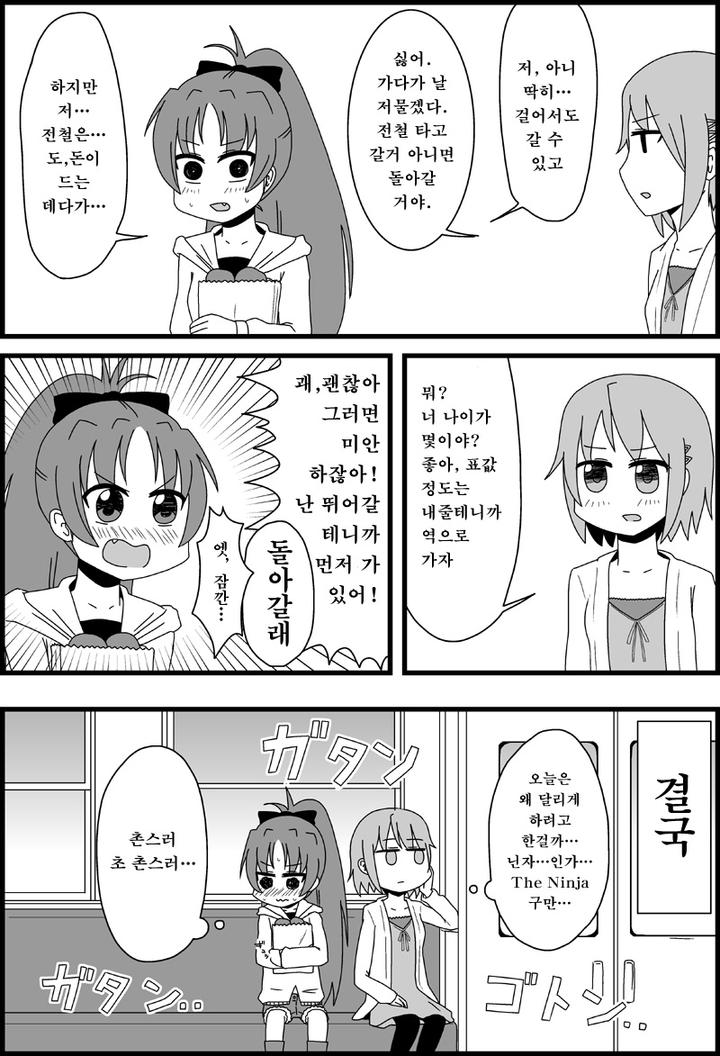 저, 아니
딱히…
걸어서도
갈 수
있고
싫어.
가다가 날
저물겠다.
전철 타고
갈거 아니면
돌아갈
거야.
하지만
저…
전철은…
도,돈이
드는
데다가…
뭐?
너 나이가
몇이야?
좋아, 표값
정도는
내줄테니까
역으로
가자
괘,괜찮아
그러면
미안
하잖아!
난 뛰어갈
테니까
먼저 가
있어!
돌아갈래
엣, 잠깐…
결국
오늘은
왜 달리게
하려고
한걸까…
닌자…인가…
The Ninja
구만…
촌스러
초 촌스러…
ガタン
ガタン..
ゴトン..